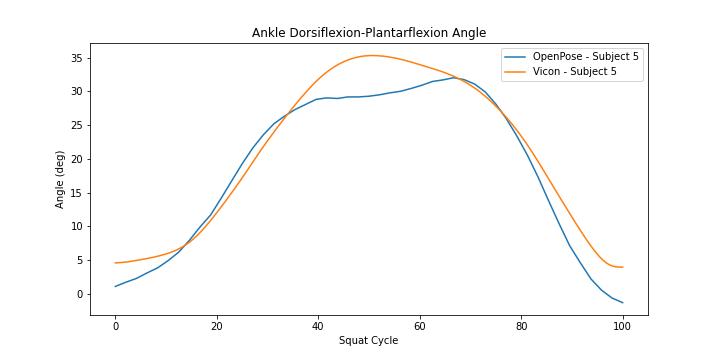 Ankle Dorsiflexion-Plantarflexion Angle
OpenPose - Subject 5
Vicon - Subject 5
Angle (deg)
35
30
25
20
15
10
5
0
0 20 40 60 80 100
Squat Cycle